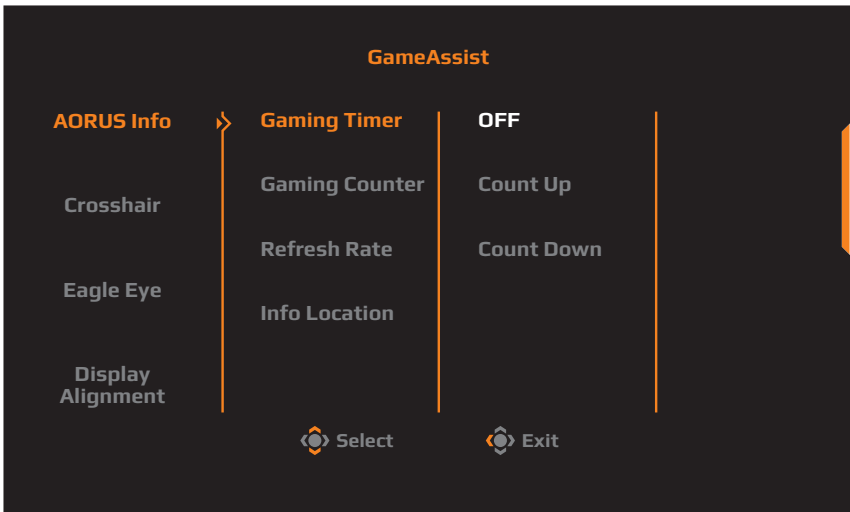 GameAssist
AORUS Info
Crosshair
Eagle Eye
Display
Alignment
Gaming Timer
Gaming Counter
Refresh Rate
Info Location
OFF
Count Up
Count Down
Select
Exit